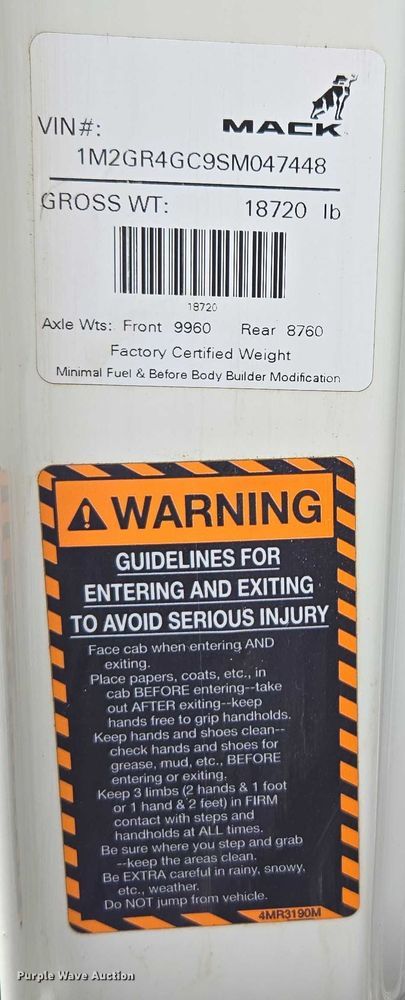 MACK
VIN#:
1M2GR4GC9SM047448
GROSS WT: 18720 lb
18720
Axle Wts: Front 9960 Rear 8760
Factory Certified Weight
Minimal Fuel & Before Body Builder Modification
WARNING
GUIDELINES FOR
ENTERING AND EXITING
TO AVOID SERIOUS INJURY
Face cab when entering AND
exiting.
Place papers, coats, etc., in
cab BEFORE entering--take
out AFTER exiting--keep
hands free to grip handholds.
Keep hands and shoes clean--
check hands and shoes for
grease, mud, etc., BEFORE
entering or exiting.
Keep 3 limbs (2 hands & 1 foot
or 1 hand & 2 feet) in FIRM
contact with steps and
handholds at ALL times.
Be sure where you step and grab
--keep the areas clean.
Be EXTRA careful in rainy, snowy,
etc., weather.
Do NOT jump from vehicle.
4MR3190M
Purple Wave Auction